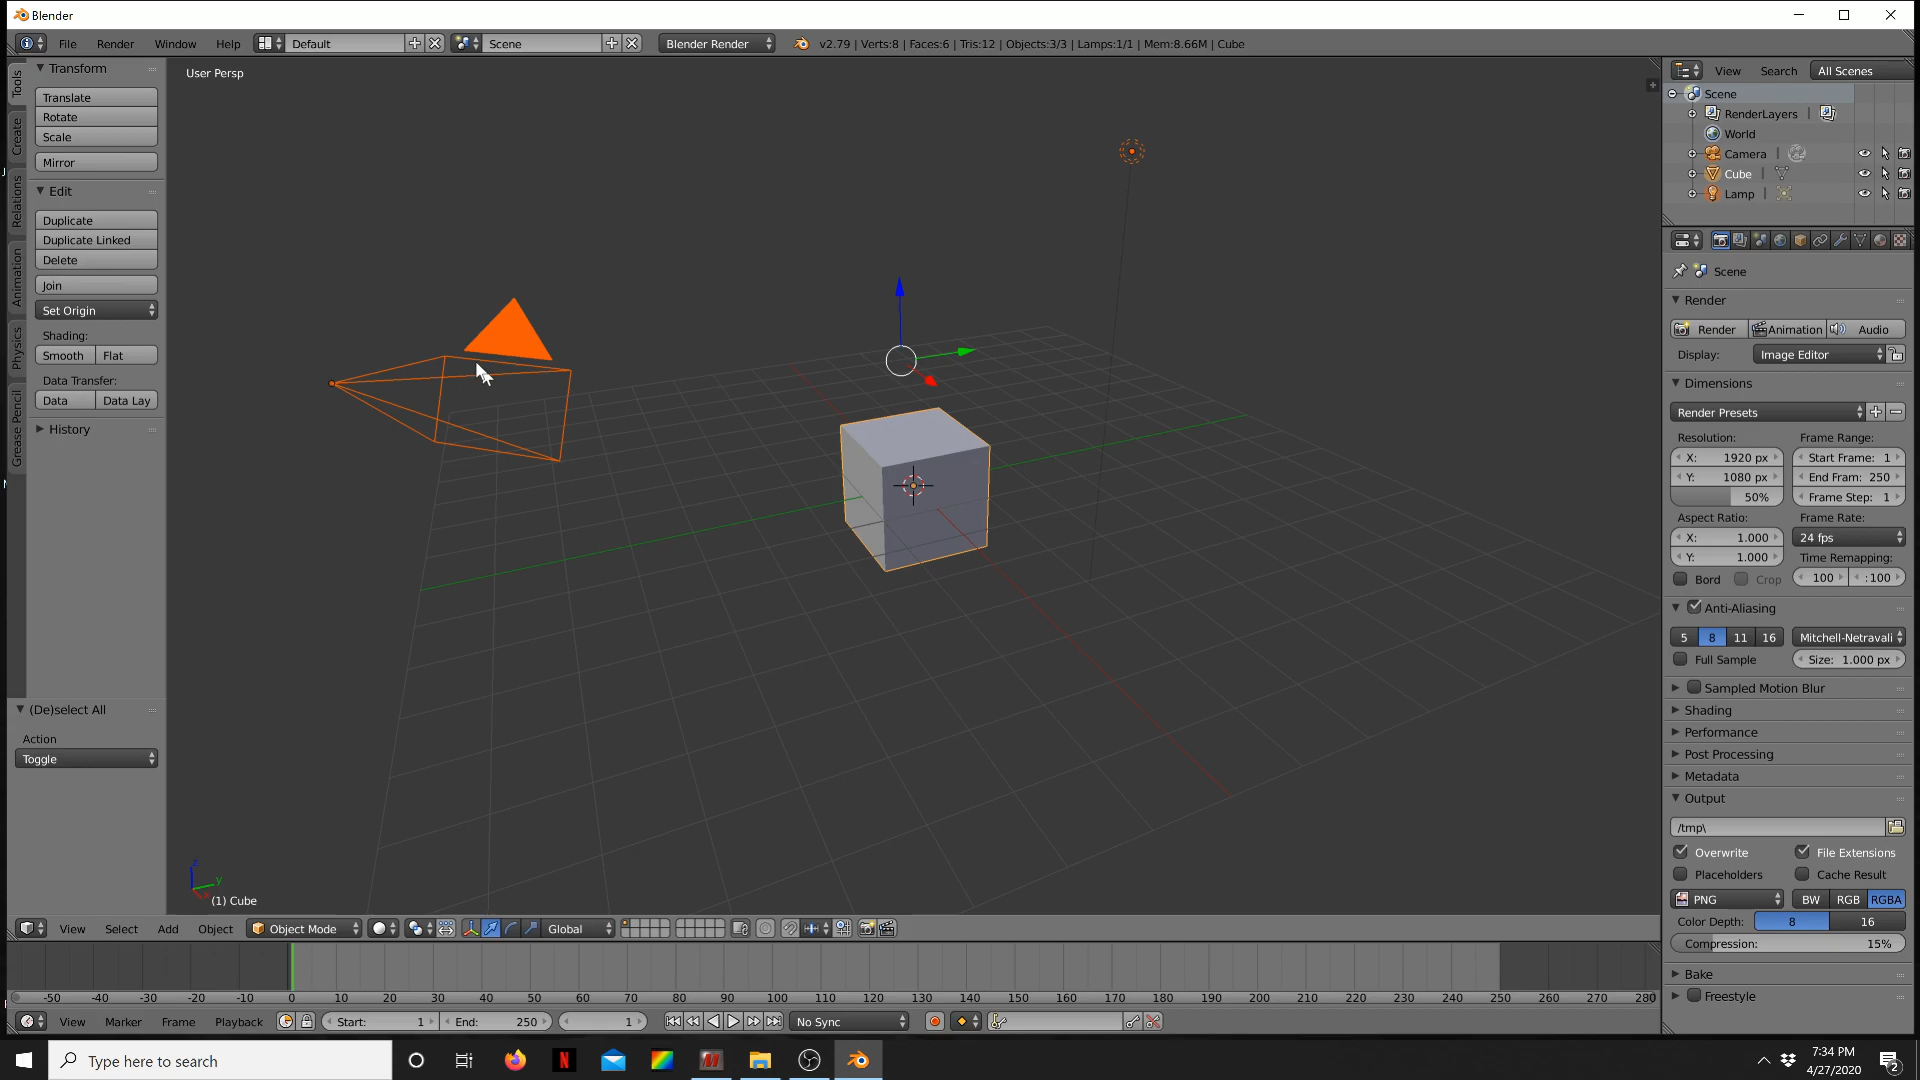 Blender
File Render Window Help Default Scene Blender Render v2.79 | Verts:8 | Faces:6 | Tris:12 | Objects:3/3 | Lamps:1/1 | Mem:8.66M | Cube
Tools
Create
Relations
Animation
Physics
Grease Pencil
Transform
Translate
Rotate
Scale
Mirror
Edit
Duplicate
Duplicate Linked
Delete
Join
Set Origin
Shading:
Smooth Flat
Data Transfer:
Data Data Lay
History
(De)select All
Action
Toggle
User Persp
z
y
x
(1) Cube
View Select Add Object Object Mode Global
-50 -40 -30 -20 -10 0 10 20 30 40 50 60 70 80 90 100 110 120 130 140 150 160 170 180 190 200 210 220 230 240 250 260 270 280
View Marker Frame Playback Start: 1 End: 250 1 No Sync
View Search All Scenes
Scene
RenderLayers |
World
Camera |
Cube |
Lamp |
Scene
Render
Render Animation Audio
Display: Image Editor
Dimensions
Render Presets
Resolution: Frame Range:
X: 1920 px Start Frame: 1
Y: 1080 px End Fram: 250
50% Frame Step: 1
Aspect Ratio: Frame Rate:
X: 1.000 24 fps
Y: 1.000 Time Remapping:
Bord Crop 100 :100
Anti-Aliasing
5 8 11 16 Mitchell-Netravali
Full Sample Size: 1.000 px
Sampled Motion Blur
Shading
Performance
Post Processing
Metadata
Output
/tmp\
Overwrite File Extensions
Placeholders Cache Result
PNG BW RGB RGBA
Color Depth: 8 16
Compression: 15%
Bake
Freestyle
Type here to search
N
7:34 PM
4/27/2020
2